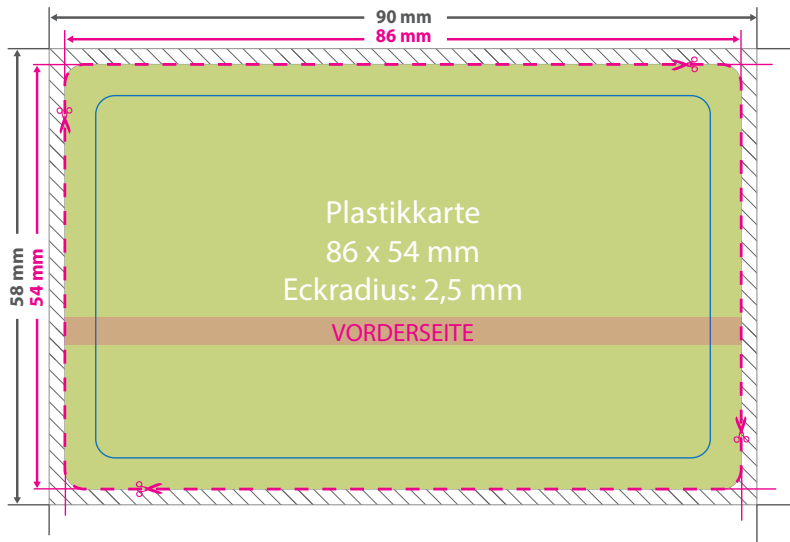 90 mm
86 mm
58 mm
54 mm
Plastikkarte
86 x 54 mm
Eckradius: 2,5 mm
VORDERSEITE